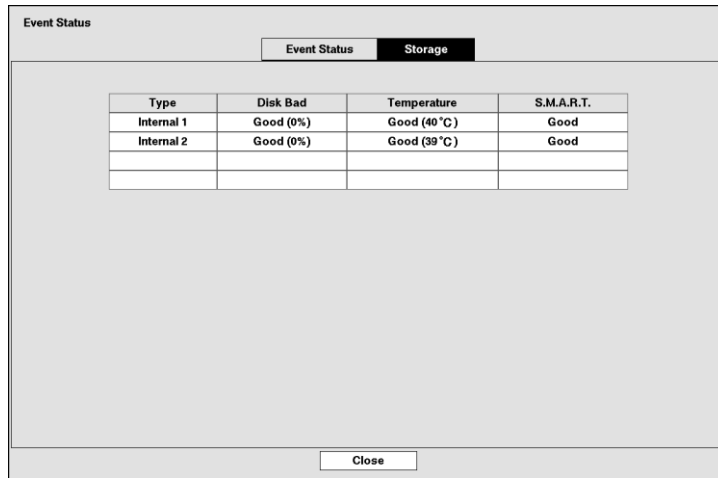 Event Status
Event Status Storage
Type Disk Bad Temperature S.M.A.R.T.
Internal 1 Good (0%) Good (40°C) Good
Internal 2 Good (0%) Good (39°C) Good
Close